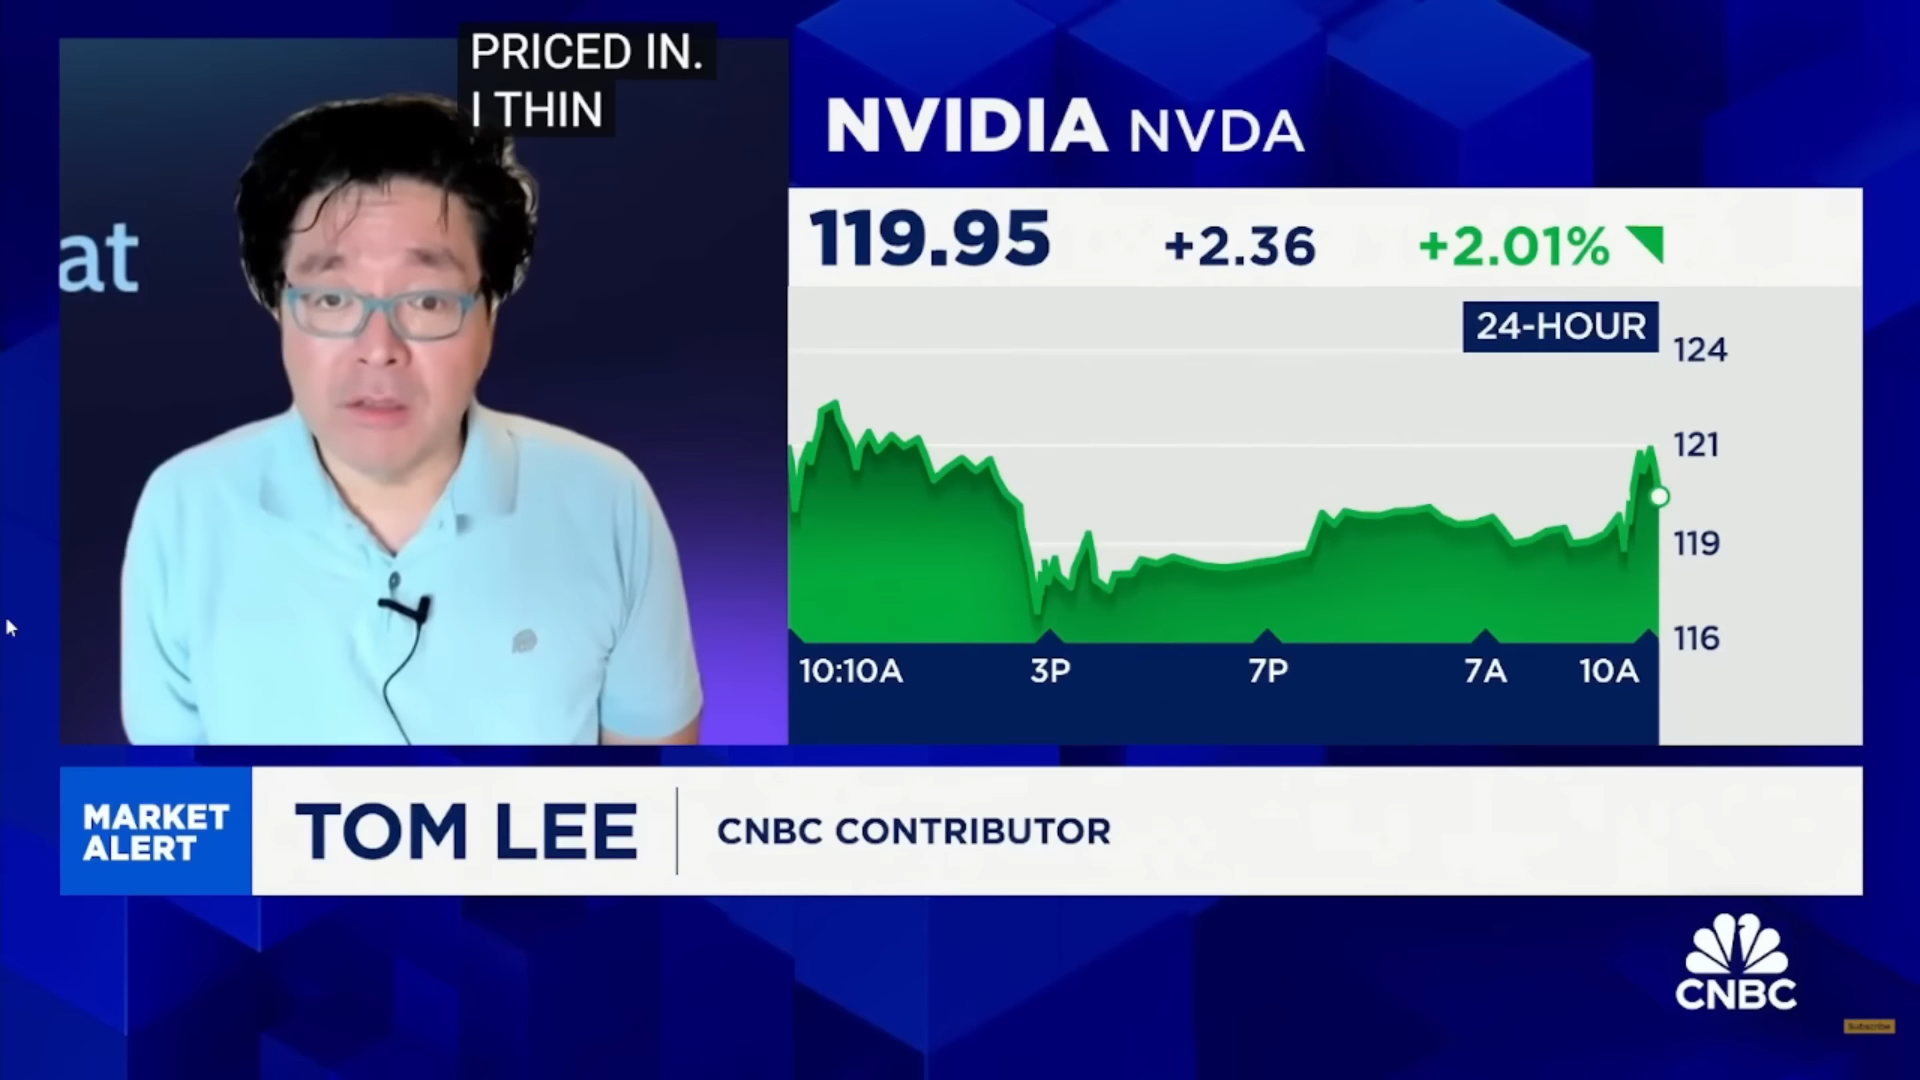 PRICED IN.
I THIN
at
NVIDIA NVDA
119.95 +2.36 +2.01%
24-HOUR
124
121
119
116
10:10A 3P 7P 7A 10A
MARKET
ALERT
TOM LEE
CNBC CONTRIBUTOR
CNBC
Subscribe